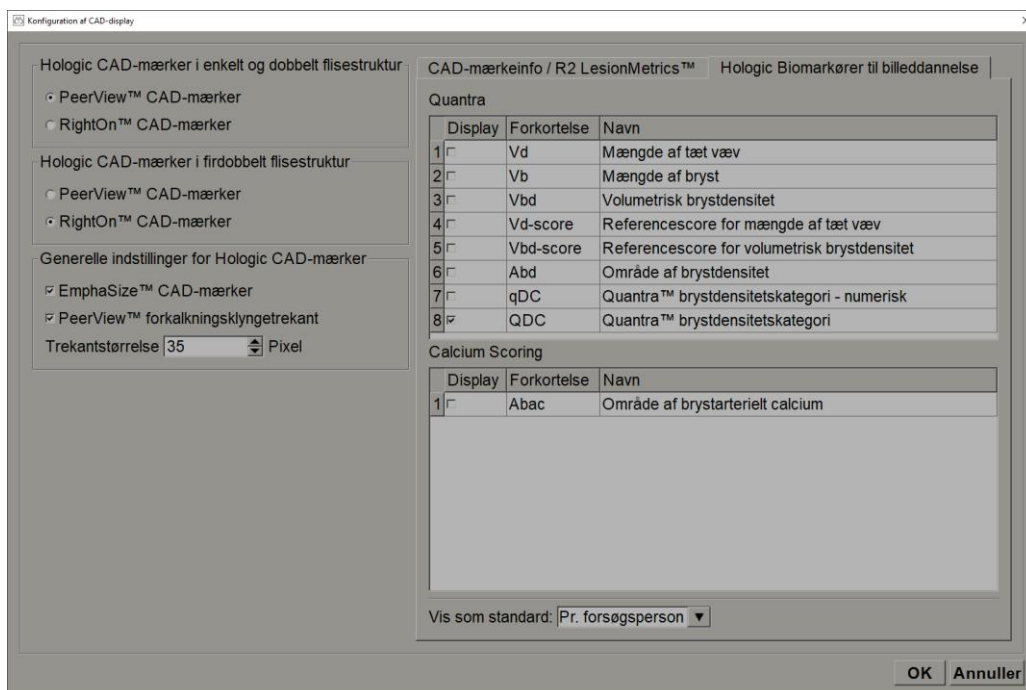 Konfiguration af CAD-display
Hologic CAD-mærker i enkelt og dobbelt flisestruktur
PeerView™ CAD-mærker
RightOn™ CAD-mærker
Hologic CAD-mærker i firdobbelt flisestruktur
PeerView™ CAD-mærker
RightOn™ CAD-mærker
Generelle indstillinger for Hologic CAD-mærker
EmphaSize™ CAD-mærker
PeerView™ forkalkningsklyngetrekant
Trekantstørrelse 35 Pixel
CAD-mærkeinfo / R2 LesionMetrics™ Hologic Biomarkører til billeddannelse
Quantra
Display Forkortelse Navn
1 Vd Mængde af tæt væv
2 Vb Mængde af bryst
3 Vbd Volumetrisk brystdensitet
4 Vd-score Referencescore for mængde af tæt væv
5 Vbd-score Referencescore for volumetrisk brystdensitet
6 Abd Område af brystdensitet
7 qDC Quantra™ brystdensitetskategori - numerisk
8 QDC Quantra™ brystdensitetskategori
Calcium Scoring
Display Forkortelse Navn
1 Abac Område af brystarterielt calcium
Vis som standard: Pr. forsøgsperson
OK Annuller